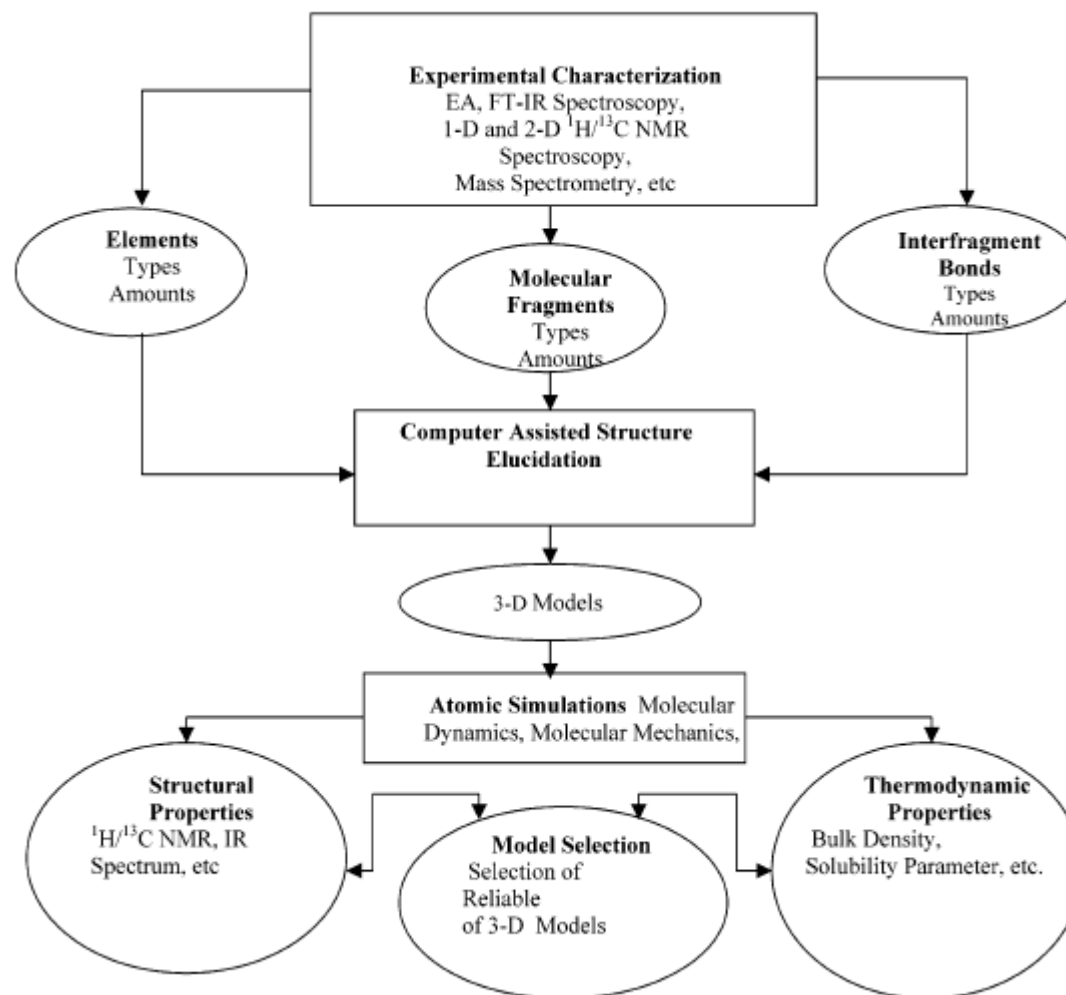 Experimental Characterization
EA, FT-IR Spectroscopy,
1-D and 2-D ¹H/¹³C NMR
Spectroscopy,
Mass Spectrometry, etc
Elements
Types
Amounts
Molecular
Fragments
Types
Amounts
Interfragment
Bonds
Types
Amounts
Computer Assisted Structure
Elucidation
3-D Models
Atomic Simulations Molecular
Dynamics, Molecular Mechanics,
Structural
Properties
¹H/¹³C NMR, IR
Spectrum, etc
Model Selection
Selection of
Reliable
of 3-D Models
Thermodynamic
Properties
Bulk Density,
Solubility Parameter, etc.